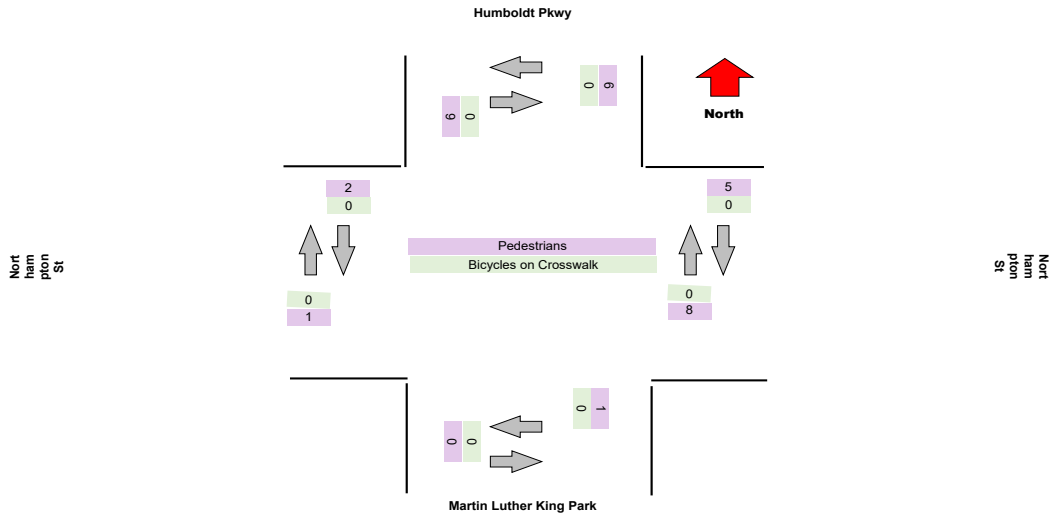 Humboldt Pkwy
0 6
9 0
North
2
0
5
0
Pedestrians
Bicycles on Crosswalk
Nort
ham
pton
St
Nort
ham
pton
St
0
1
0
8
0 1
0 0
Martin Luther King Park